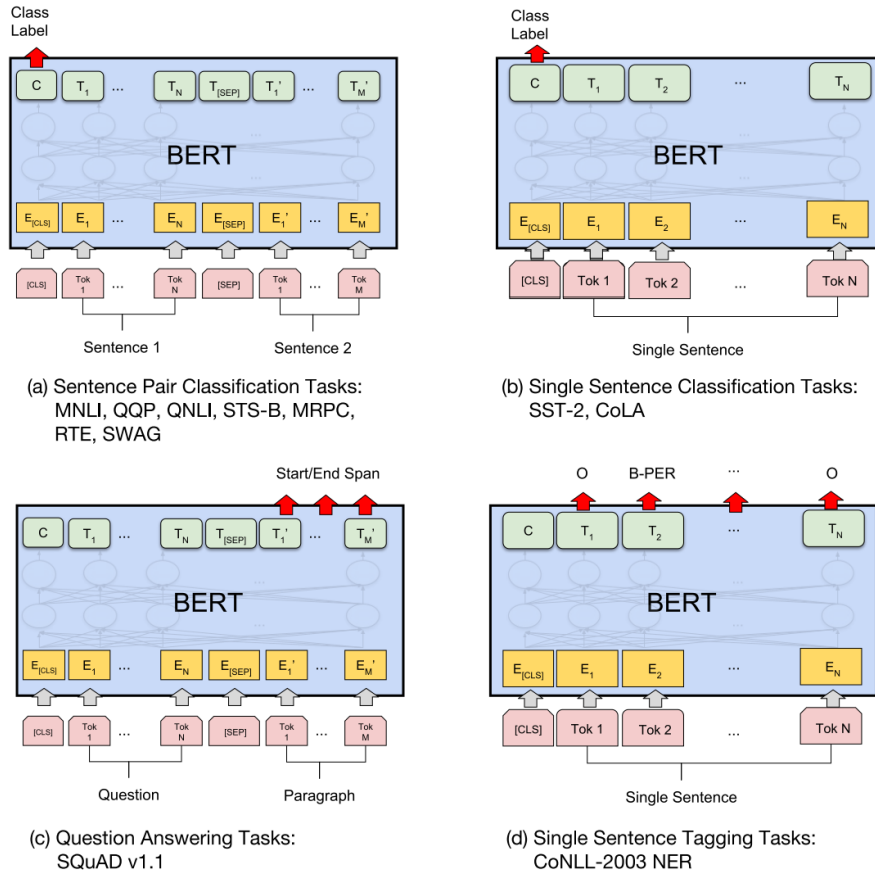 Class
Label
C T1 ... TN T[SEP] T1' ... TM'
...
BERT
...
E[CLS] E1 ... EN E[SEP] E1' ... EM'
[CLS] Tok 1 ... Tok N [SEP] Tok 1 ... Tok M
Sentence 1 Sentence 2
(a) Sentence Pair Classification Tasks:
MNLI, QQP, QNLI, STS-B, MRPC,
RTE, SWAG
Class
Label
C T1 T2 ... TN
...
BERT
...
E[CLS] E1 E2 ... EN
[CLS] Tok 1 Tok 2 ... Tok N
Single Sentence
(b) Single Sentence Classification Tasks:
SST-2, CoLA
Start/End Span
C T1 ... TN T[SEP] T1' ... TM'
...
BERT
...
E[CLS] E1 ... EN E[SEP] E1' ... EM'
[CLS] Tok 1 ... Tok N [SEP] Tok 1 ... Tok M
Question Paragraph
(c) Question Answering Tasks:
SQuAD v1.1
O B-PER ... O
C T1 T2 ... TN
...
BERT
...
E[CLS] E1 E2 ... EN
[CLS] Tok 1 Tok 2 ... Tok N
Single Sentence
(d) Single Sentence Tagging Tasks:
CoNLL-2003 NER